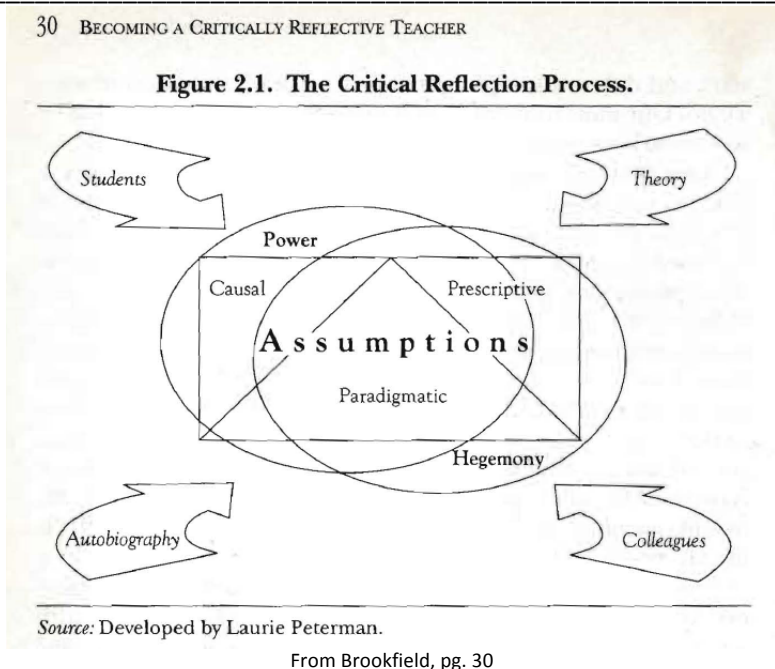 30 BECOMING A CRITICALLY REFLECTIVE TEACHER
Figure 2.1. The Critical Reflection Process.
Students
Theory
Power
Causal
Prescriptive
Assumptions
Paradigmatic
Hegemony
Autobiography
Colleagues
Source: Developed by Laurie Peterman.
From Brookfield, pg. 30